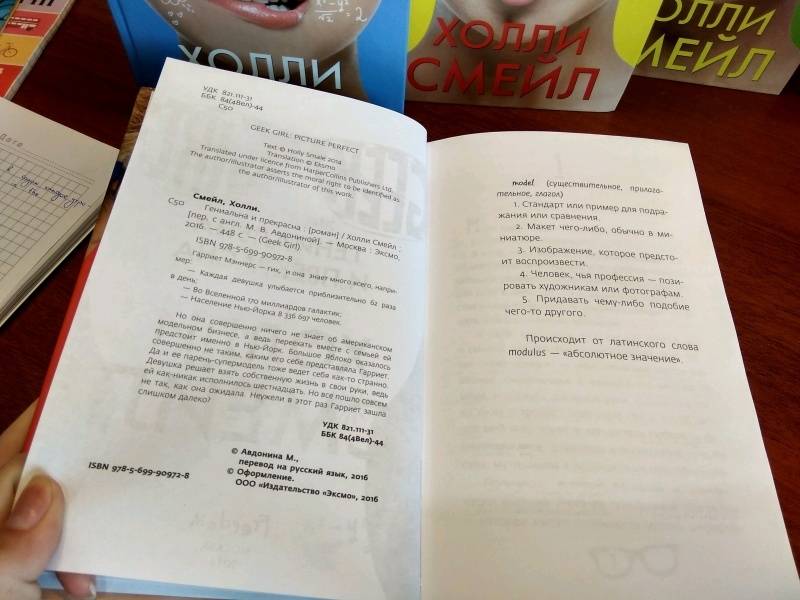 ХОЛЛИ
ХОЛЛИ
СМЕЙЛ
ХОЛЛИ
МЕЙЛ
Дата
УДК 821.111-31
ББК 84(4Вел)-44
С50
GEEK GIRL: PICTURE PERFECT
Text © Holly Smale 2014
Translation © Eksmo
Translated under licence from HarperCollins Publishers Ltd.
The author/illustrator asserts the moral right to be identified as
the author/illustrator of this work.
Смейл, Холли.
С50 Гениальна и прекрасна : [роман] / Холли Смейл ;
[пер. с англ. М. В. Авдониной]. — Москва : Эксмо,
2016. — 448 с. — (Geek Girl).
ISBN 978-5-699-90972-8
Гарриет Мэннерс — гик, и она знает много всего, напри-
мер:
— Каждая девушка улыбается приблизительно 62 раза
в день;
— Во Вселенной 170 миллиардов галактик;
— Население Нью-Йорка 8 336 697 человек.
Но она совершенно ничего не знает об американском
модельном бизнесе, а ведь переехать вместе с семьей ей
предстоит именно в Нью-Йорк. Большое Яблоко оказалось
совершенно не таким, каким его себе представляла Гарриет.
Да и ее парень-супермодель тоже ведет себя как-то странно.
Девушка решает взять собственную жизнь в свои руки, ведь
ей как-никак исполнилось шестнадцать. Но все пошло совсем
не так, как она ожидала. Неужели в этот раз Гарриет зашла
слишком далеко?
УДК 821.111-31
ББК 84(4Вел)-44
© Авдонина М.,
перевод на русский язык, 2016
© Оформление.
ISBN 978-5-699-90972-8 ООО «Издательство «Эксмо», 2016
model (существительное, прилага-
тельное, глагол)
1. Стандарт или пример для подра-
жания или сравнения.
2. Макет чего-либо, обычно в ми-
ниатюре.
3. Изображение, которое предсто-
ит воспроизвести.
4. Человек, чья профессия — пози-
ровать художникам или фотографам.
5. Придавать чему-либо подобие
чего-то другого.
Происходит от латинского слова
modulus — «абсолютное значение».